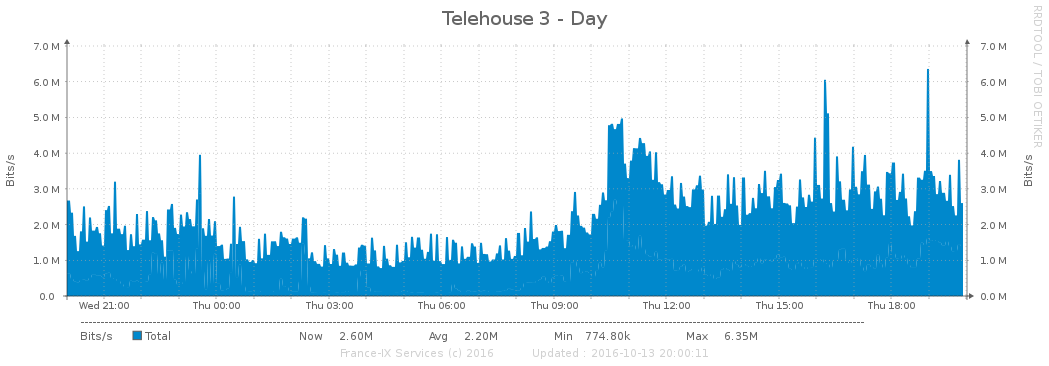 Telehouse 3 - Day
RRDTOOL / TOBI OETIKER
Bits/s
7.0 M
6.0 M
5.0 M
4.0 M
3.0 M
2.0 M
1.0 M
0.0
7.0 M
6.0 M
5.0 M
4.0 M
3.0 M
2.0 M
1.0 M
0.0 M
Bits/s
Wed 21:00 Thu 00:00 Thu 03:00 Thu 06:00 Thu 09:00 Thu 12:00 Thu 15:00 Thu 18:00
Bits/s Total Now 2.60M Avg 2.20M Min 774.80k Max 6.35M
France-IX Services (c) 2016 Updated : 2016-10-13 20:00:11